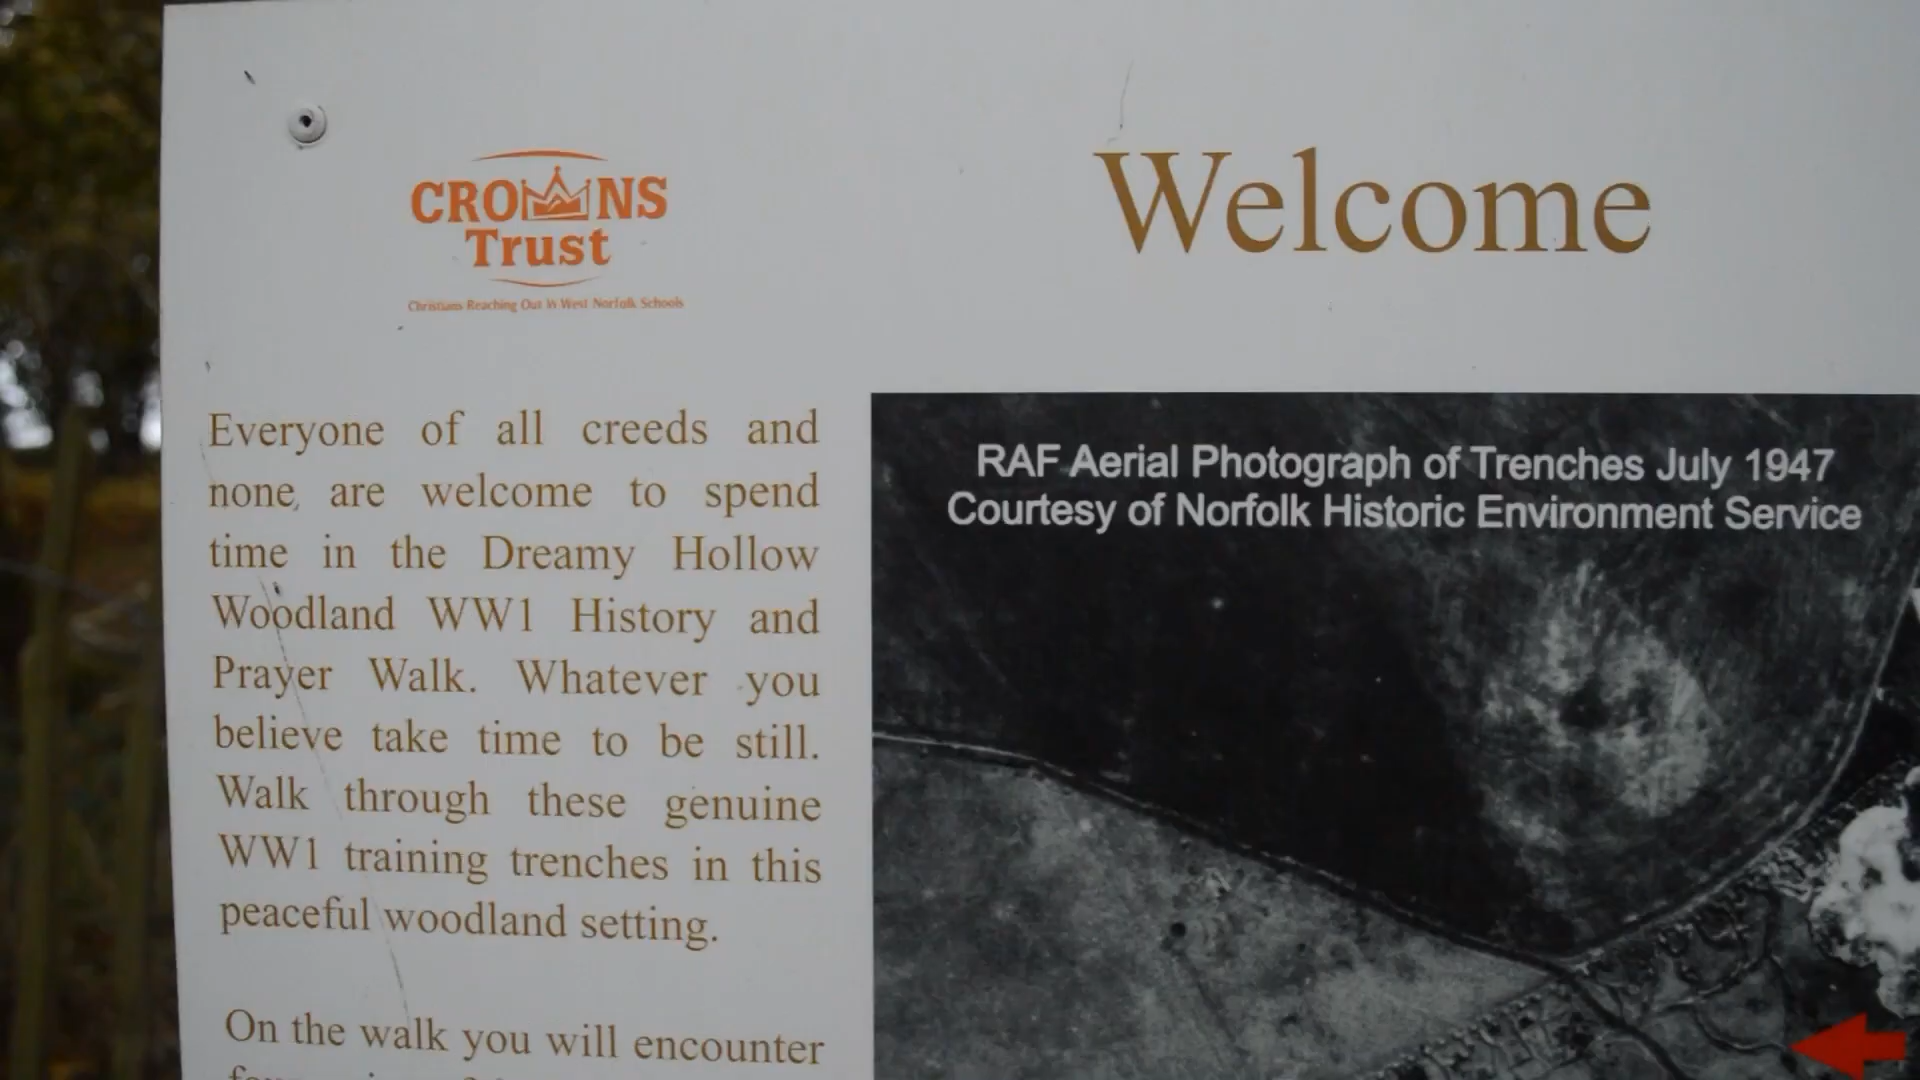 CROWNS
Trust
Christians Reaching Out In West Norfolk Schools
Welcome
Everyone of all creeds and
none, are welcome to spend
time in the Dreamy Hollow
Woodland WW1 History and
Prayer Walk. Whatever you
believe take time to be still.
Walk through these genuine
WW1 training trenches in this
peaceful woodland setting.
On the walk you will encounter
RAF Aerial Photograph of Trenches July 1947
Courtesy of Norfolk Historic Environment Service